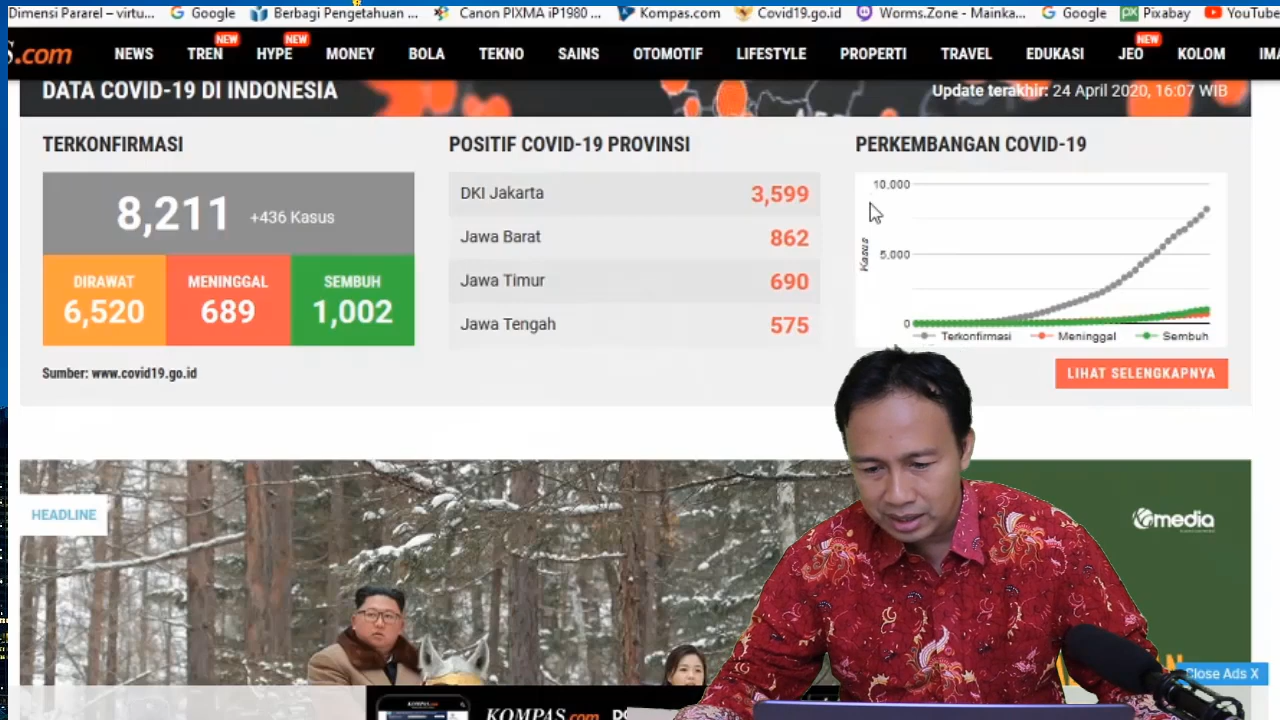 Dimensi Pararel – virtu... Google Berbagi Pengetahuan ... Canon PIXMA iP1980 ... Kompas.com Covid19.go.id Worms.Zone - Mainka... Google Pixabay YouTube
S.com NEWS TREN NEW HYPE NEW MONEY BOLA TEKNO SAINS OTOMOTIF LIFESTYLE PROPERTI TRAVEL EDUKASI JEO NEW KOLOM IMA
DATA COVID-19 DI INDONESIA
Update terakhir: 24 April 2020, 16:07 WIB
TERKONFIRMASI
8,211 +436 Kasus
DIRAWAT MENINGGAL SEMBUH
6,520 689 1,002
Sumber: www.covid19.go.id
POSITIF COVID-19 PROVINSI
DKI Jakarta 3,599
Jawa Barat 862
Jawa Timur 690
Jawa Tengah 575
PERKEMBANGAN COVID-19
10.000
5,000
0
Kasus
Terkonfirmasi Meninggal Sembuh
LIHAT SELENGKAPNYA
HEADLINE
media
Close Ads X
KOMPAS.com